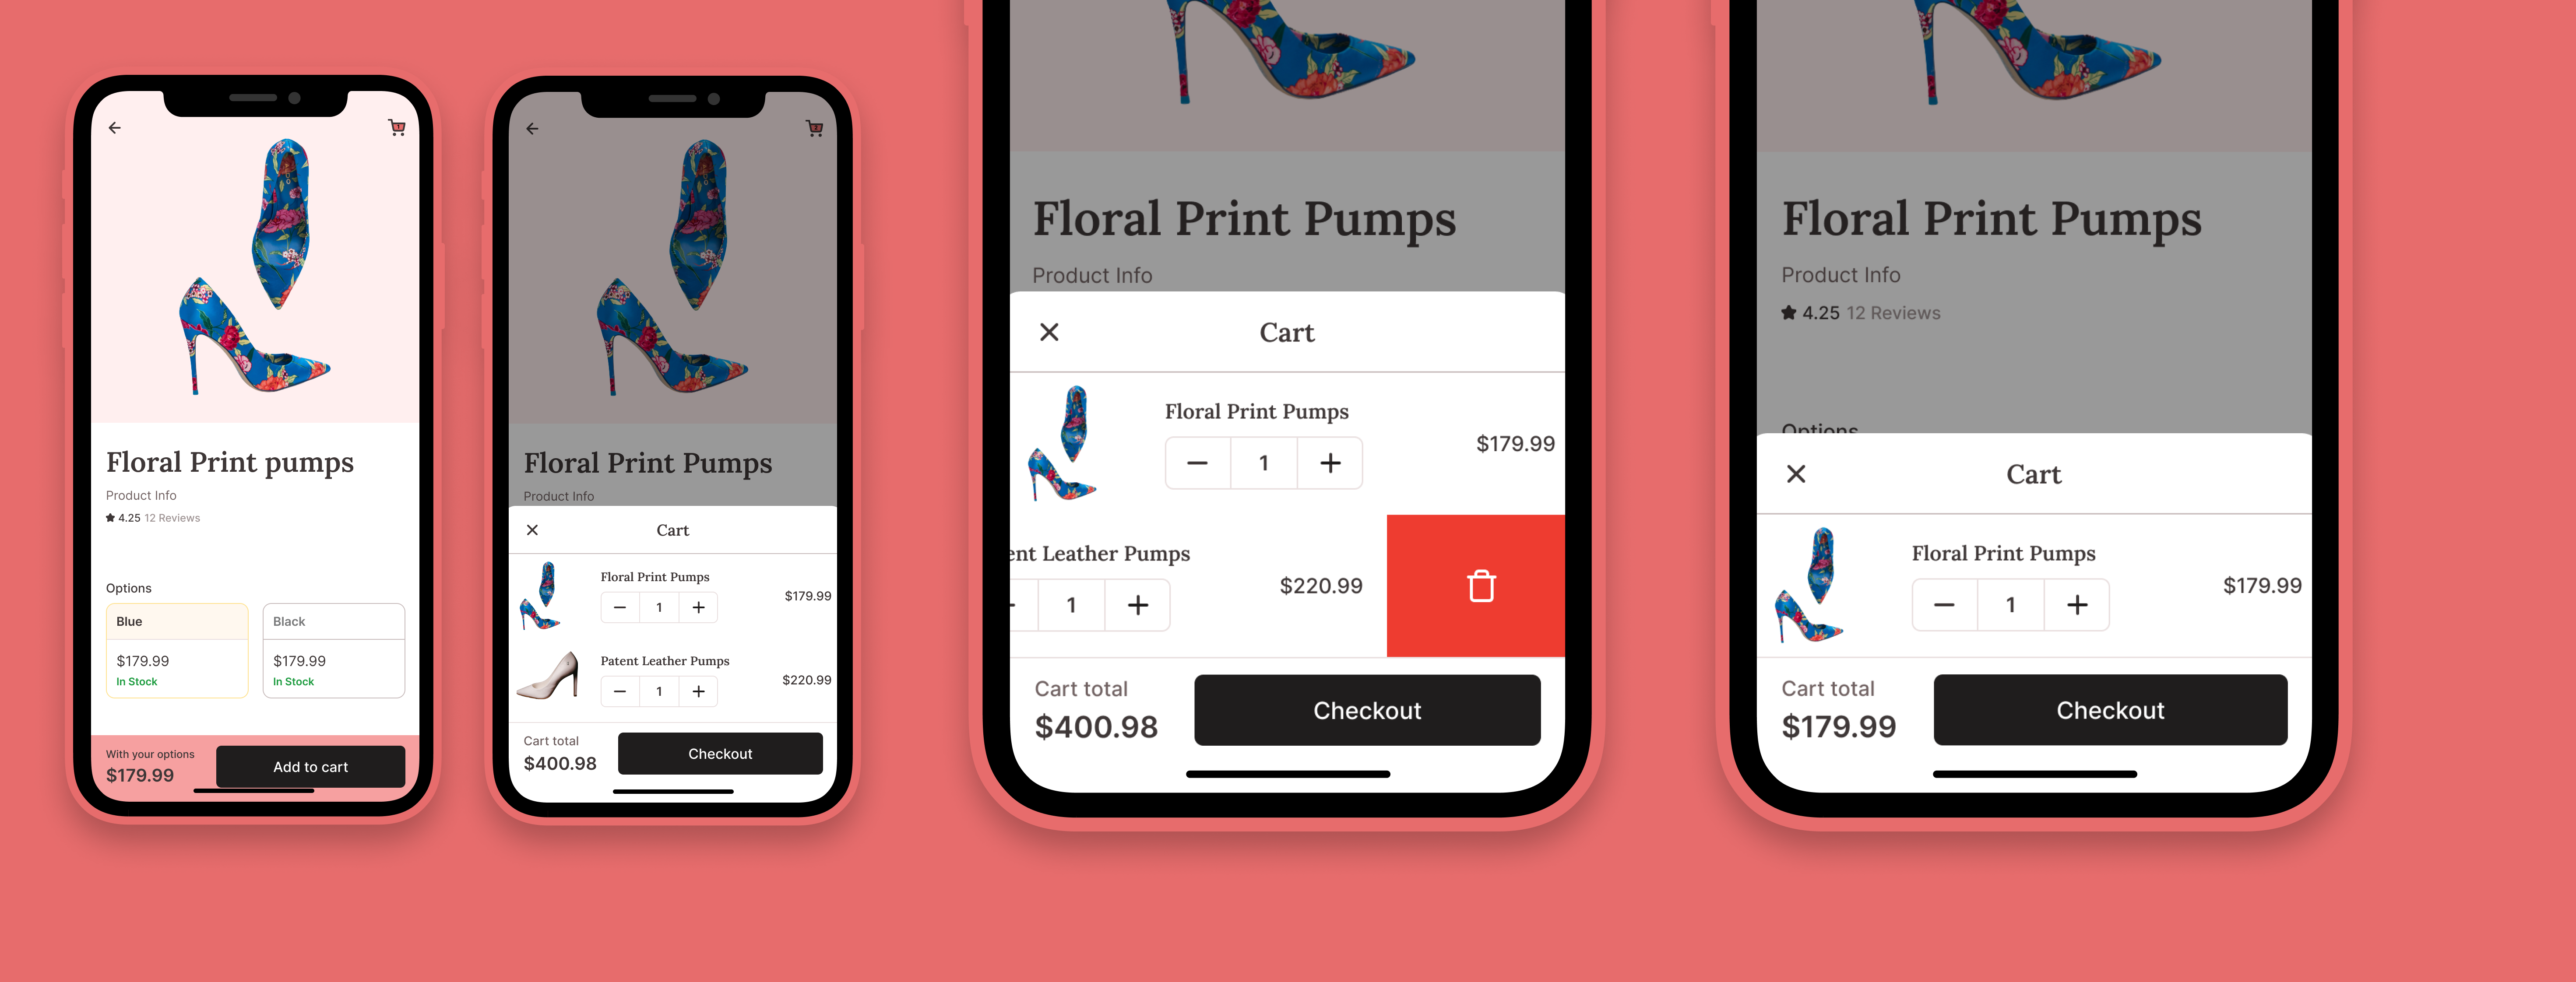 1
Floral Print pumps
Product Info
4.25 12 Reviews
Options
Blue
$179.99
In Stock
Black
$179.99
In Stock
With your options
$179.99
Add to cart
2
Floral Print Pumps
Product Info
Cart
Floral Print Pumps
1
$179.99
Patent Leather Pumps
1
$220.99
Cart total
$400.98
Checkout
Floral Print Pumps
Product Info
Cart
Floral Print Pumps
1
$179.99
ent Leather Pumps
1
$220.99
Cart total
$400.98
Checkout
Floral Print Pumps
Product Info
4.25 12 Reviews
Options
Cart
Floral Print Pumps
1
$179.99
Cart total
$179.99
Checkout